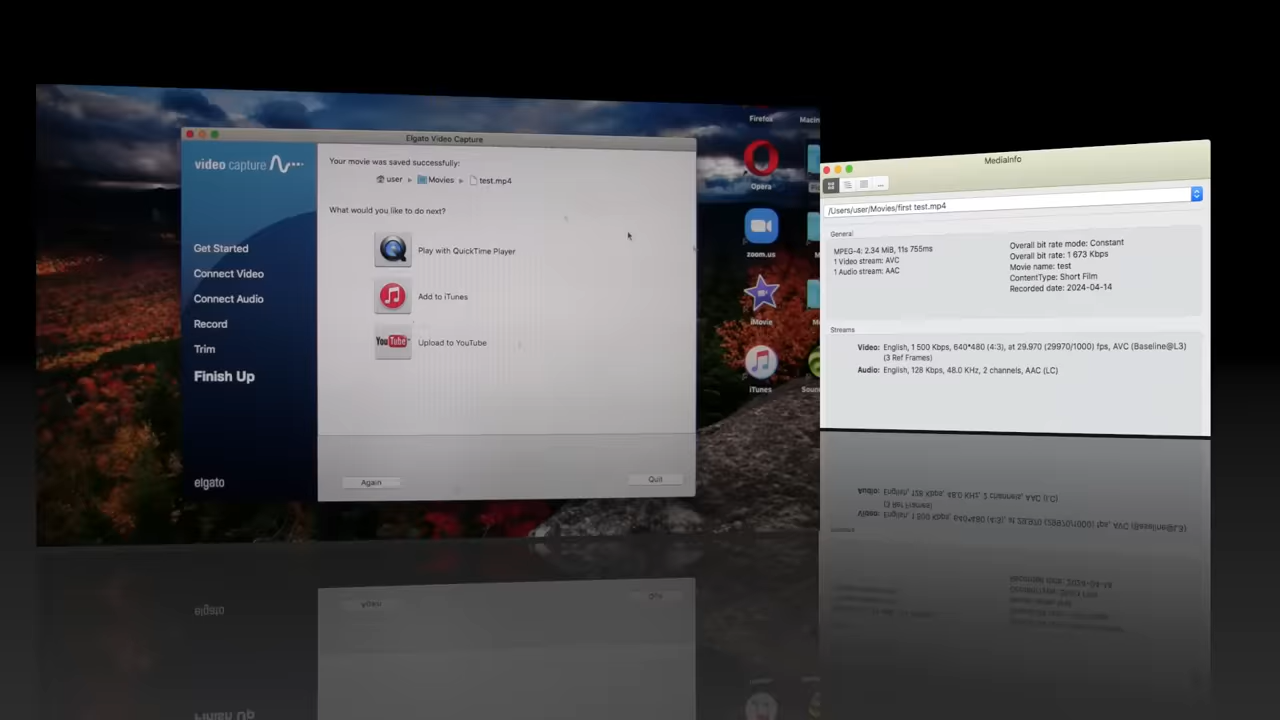 Elgato Video Capture
video capture
Your movie was saved successfully:
user ▸ Movies ▸ test.mp4
What would you like to do next?
Play with QuickTime Player
Add to iTunes
You Tube
Upload to YouTube
Get Started
Connect Video
Connect Audio
Record
Trim
Finish Up
elgato
Again
Quit
Firefox
Opera
zoom.us
iMovie
iTunes
MediaInfo
...
/Users/user/Movies/first test.mp4
General
MPEG-4: 2.34 MiB, 11s 755ms
1 Video stream: AVC
1 Audio stream: AAC
Overall bit rate mode: Constant
Overall bit rate: 1 673 Kbps
Movie name: test
ContentType: Short Film
Recorded date: 2024-04-14
Streams
Video: English, 1 500 Kbps, 640*480 (4:3), at 29.970 (29970/1000) fps, AVC (Baseline@L3)
(3 Ref Frames)
Audio: English, 128 Kbps, 48.0 KHz, 2 channels, AAC (LC)